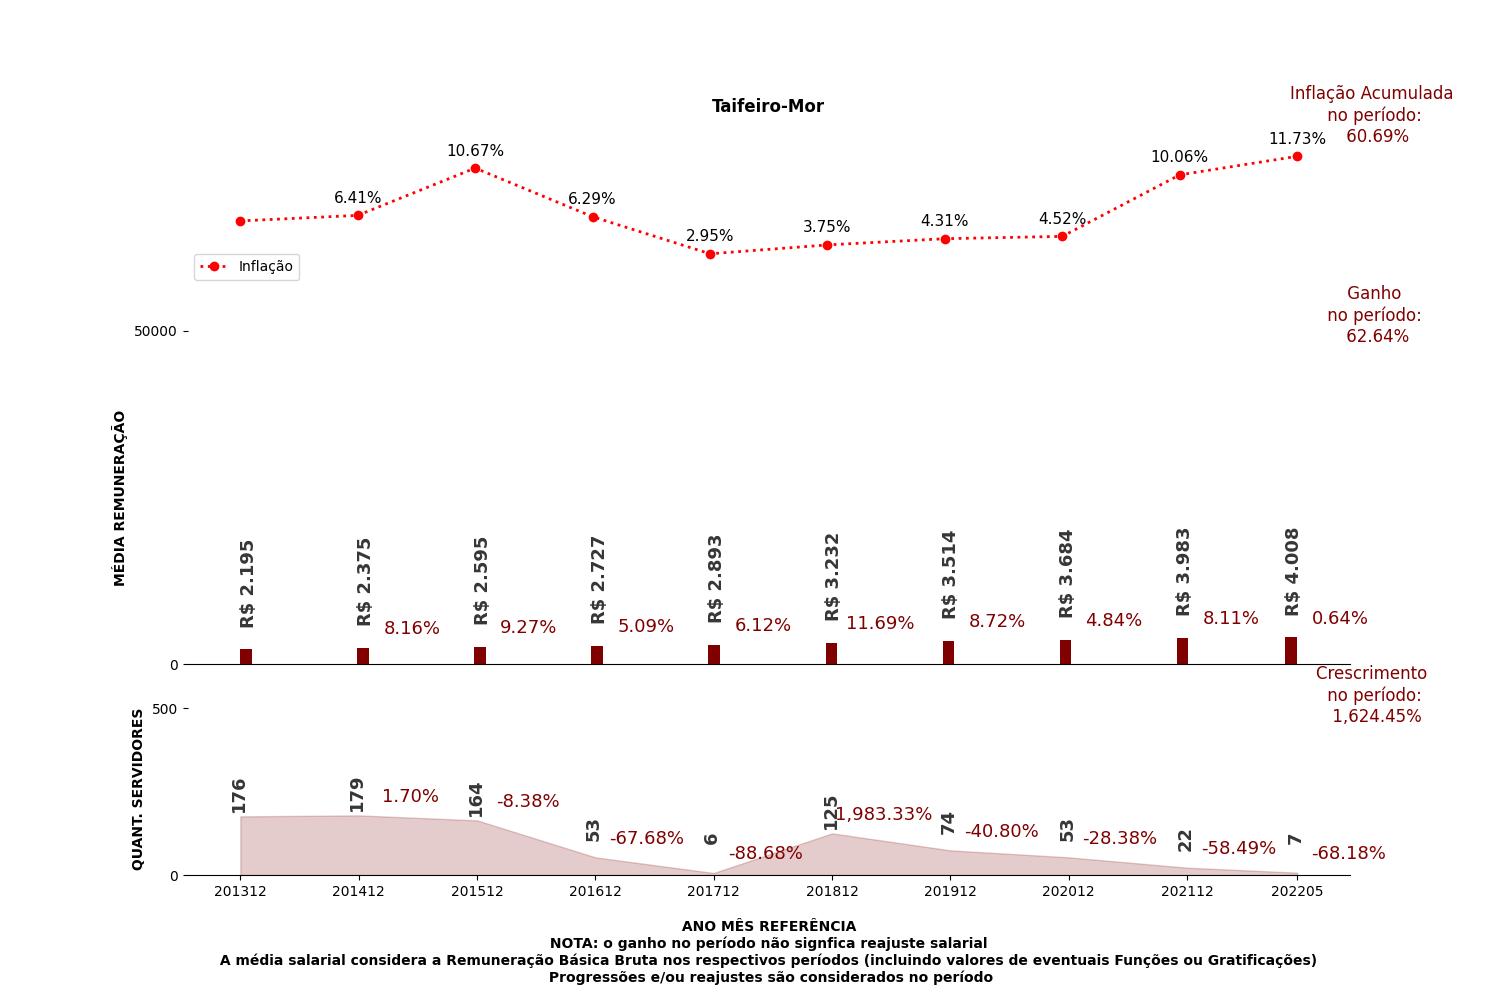 Taifeiro-Mor
Inflação Acumulada
no período:
60.69%
6.41%
10.67%
6.29%
2.95%
3.75%
4.31%
4.52%
10.06%
11.73%
Inflação
Ganho
no período:
62.64%
50000
0
MÉDIA REMUNERAÇÃO
R$ 2.195
R$ 2.375
R$ 2.595
R$ 2.727
R$ 2.893
R$ 3.232
R$ 3.514
R$ 3.684
R$ 3.983
R$ 4.008
8.16%
9.27%
5.09%
6.12%
11.69%
8.72%
4.84%
8.11%
0.64%
Crescrimento
no período:
1,624.45%
500
0
QUANT. SERVIDORES
176
179
164
53
6
125
74
53
22
7
1.70%
-8.38%
-67.68%
-88.68%
1,983.33%
-40.80%
-28.38%
-58.49%
-68.18%
201312
201412
201512
201612
201712
201812
201912
202012
202112
202205
ANO MÊS REFERÊNCIA
NOTA: o ganho no período não signfica reajuste salarial
A média salarial considera a Remuneração Básica Bruta nos respectivos períodos (incluindo valores de eventuais Funções ou Gratificações)
Progressões e/ou reajustes são considerados no período